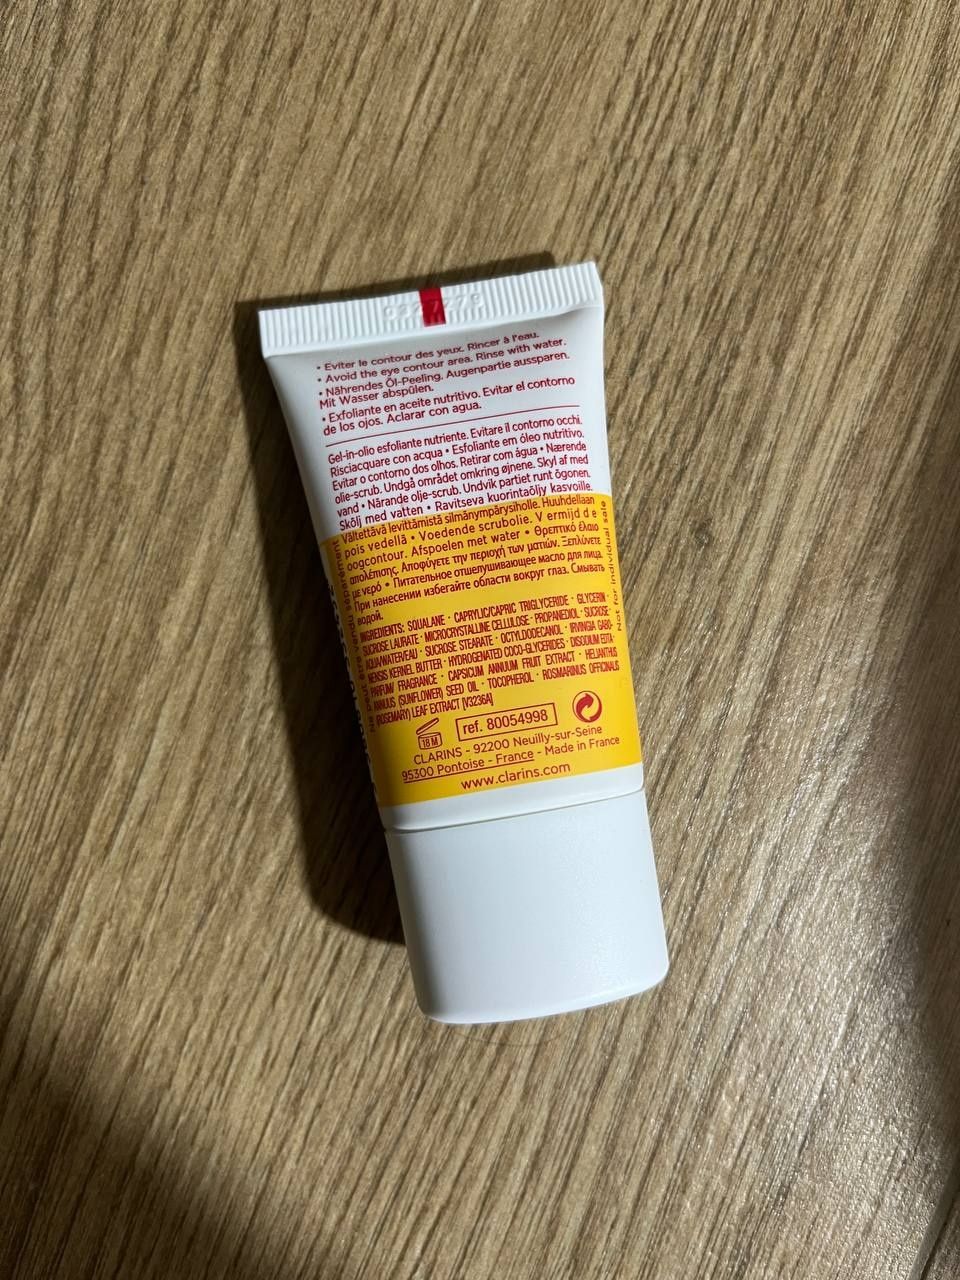 • Eviter le contour des yeux. Rincer à l'eau.
• Avoid the eye contour area. Rinse with water.
• Nährendes Öl-Peeling. Augenpartie aussparen.
Mit Wasser abspülen.
• Exfoliante en aceite nutritivo. Evitar el contorno
de los ojos. Aclarar con agua.
Gel-in-olio esfoliante nutriente. Evitare il contorno occhi.
Risciacquare con acqua • Esfoliante em óleo nutritivo.
Evitar o contorno dos olhos. Retirar com água • Nærende
olie-scrub. Undgå området omkring øjnene. Skyl af med
vand • Närande olje-scrub. Undvik partiet runt ögonen.
Skölj med vatten • Ravitseva kuorintaöljy kasvoille.
Vältettävä levittämistä silmänympärysiholle. Huuhdellaan
pois vedellä • Voedende scrubolie. Vermijd de
oogcontour. Afspoelen met water • Θρεπτικό έλαιο
απολέπισης. Αποφύγετε την περιοχή των ματιών. Ξεπλύνετε
με νερό • Питательное отшелушивающее масло для лица.
При нанесении избегайте области вокруг глаз. Смывать
водой.
INGREDIENTS: SQUALANE · CAPRYLIC/CAPRIC TRIGLYCERIDE · GLYCERIN ·
SUCROSE LAURATE · MICROCRYSTALLINE CELLULOSE · PROPANEDIOL · SUCROSE ·
AQUA/WATER/EAU · SUCROSE STEARATE · OCTYLDODECANOL · IRVINGIA GABO-
NENSIS KERNEL BUTTER · HYDROGENATED COCO-GLYCERIDES · DISODIUM EDTA ·
PARFUM/ FRAGRANCE · CAPSICUM ANNUUM FRUIT EXTRACT · HELIANTHUS
ANNUUS (SUNFLOWER) SEED OIL · TOCOPHEROL · ROSMARINUS OFFICINALIS
(ROSEMARY) LEAF EXTRACT [V3236A]
18 M
ref. 80054998
CLARINS - 92200 Neuilly-sur-Seine
95300 Pontoise - France - Made in France
www.clarins.com
Ne peut être vendu séparément
Not for individual sale